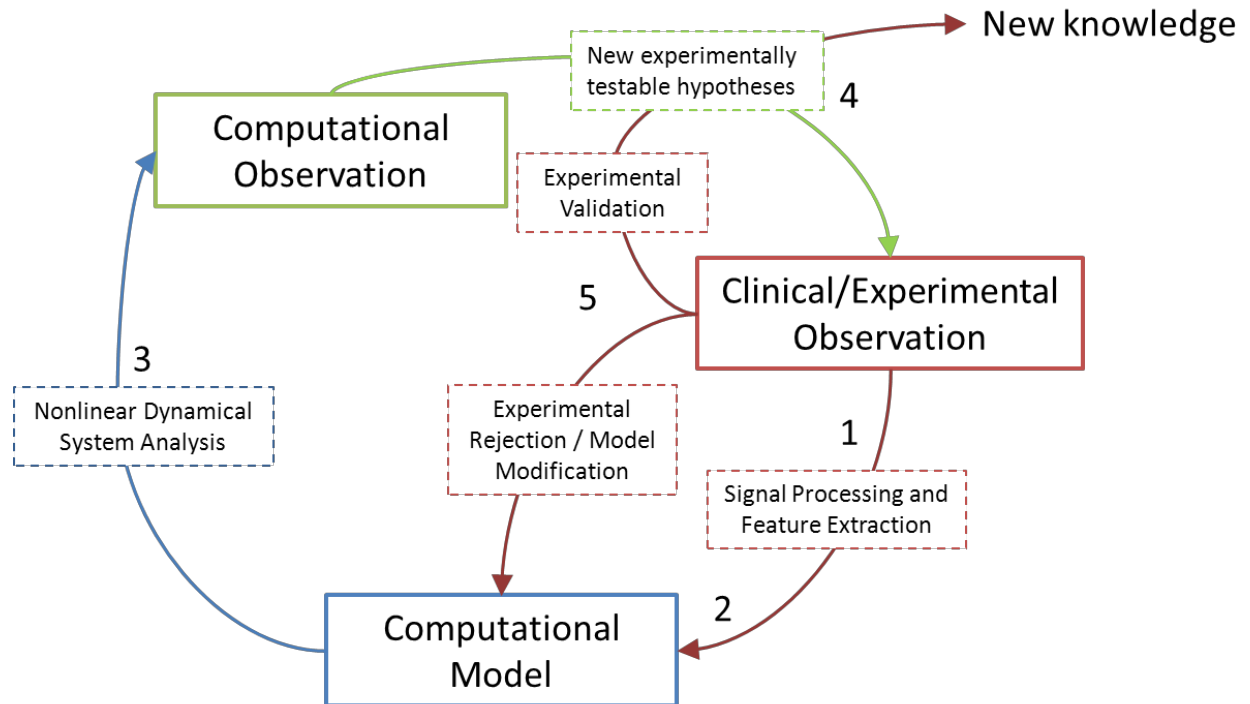 New knowledge
New experimentally
testable hypotheses
4
Computational
Observation
Experimental
Validation
5
Clinical/Experimental
Observation
3
Nonlinear Dynamical
System Analysis
Experimental
Rejection / Model
Modification
1
Signal Processing and
Feature Extraction
2
Computational
Model